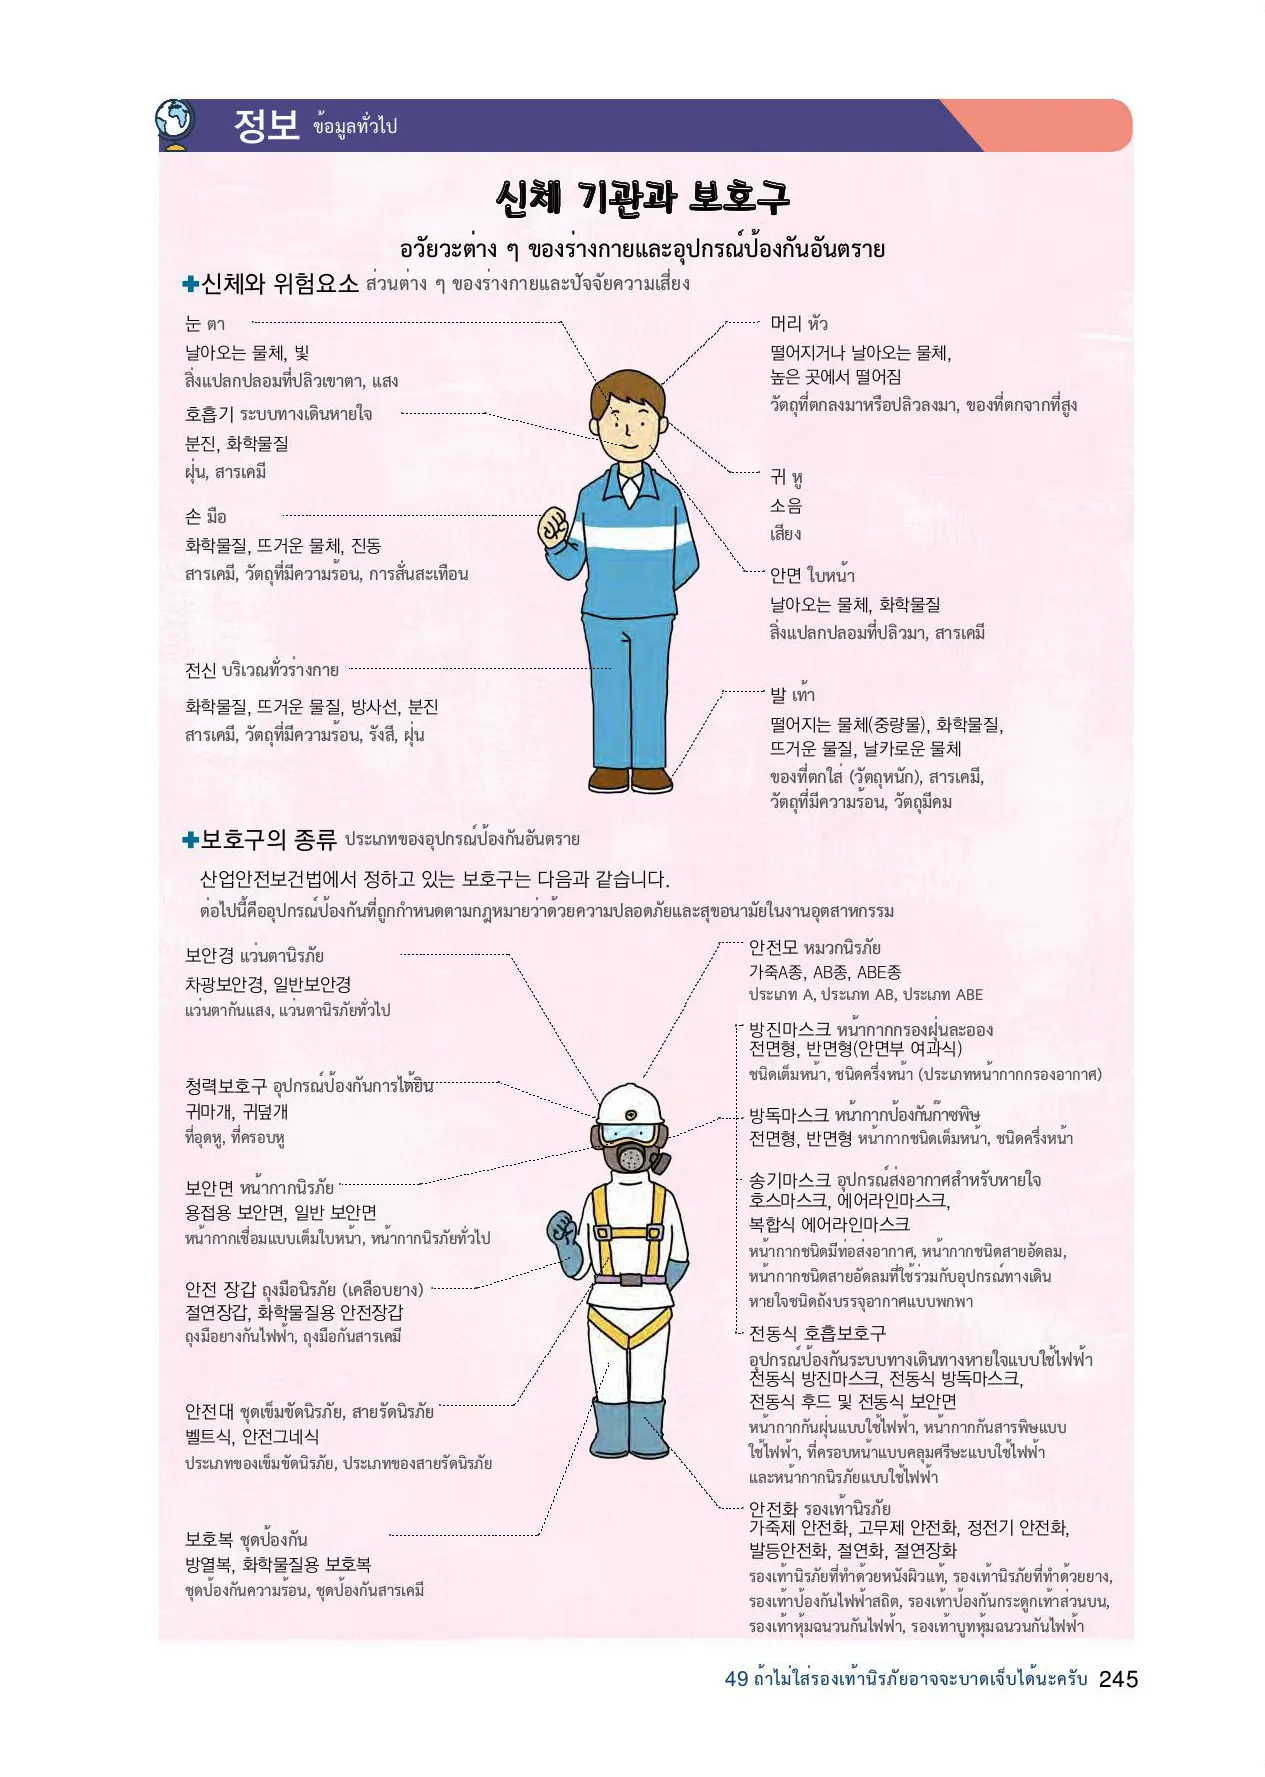 정보 ข้อมูลทั่วไป
신체 기관과 보호구
อวัยวะต่าง ๆ ของร่างกายและอุปกรณ์ป้องกันอันตราย
신체와 위험요소 ส่วนต่าง ๆ ของร่างกายและปัจจัยความเสี่ยง
눈 ตา
날아오는 물체, 빛
สิ่งแปลกปลอมที่ปลิวเขาตา, แสง
호흡기 ระบบทางเดินหายใจ
분진, 화학물질
ฝุ่น, สารเคมี
손 มือ
화학물질, 뜨거운 물체, 진동
สารเคมี, วัตถุที่มีความร้อน, การสั่นสะเทือน
전신 บริเวณทั่วร่างกาย
화학물질, 뜨거운 물질, 방사선, 분진
สารเคมี, วัตถุที่มีความร้อน, รังสี, ฝุ่น
머리 หัว
떨어지거나 날아오는 물체,
높은 곳에서 떨어짐
วัตถุที่ตกลงมาหรือปลิวลงมา, ของที่ตกจากที่สูง
귀 หู
소음
เสียง
안면 ใบหน้า
날아오는 물체, 화학물질
สิ่งแปลกปลอมที่ปลิวมา, สารเคมี
발 เท้า
떨어지는 물체(중량물), 화학물질,
뜨거운 물질, 날카로운 물체
ของที่ตกใส่ (วัตถุหนัก), สารเคมี,
วัตถุที่มีความร้อน, วัตถุมีคม
보호구의 종류 ประเภทของอุปกรณ์ป้องกันอันตราย
산업안전보건법에서 정하고 있는 보호구는 다음과 같습니다.
ต่อไปนี้คืออุปกรณ์ป้องกันที่ถูกกำหนดตามกฎหมายว่าด้วยความปลอดภัยและสุขอนามัยในงานอุตสาหกรรม
보안경 แว่นตานิรภัย
차광보안경, 일반보안경
แว่นตากันแสง, แว่นตานิรภัยทั่วไป
청력보호구 อุปกรณ์ป้องกันการได้ยิน
귀마개, 귀덮개
ที่อุดหู, ที่ครอบหู
보안면 หน้ากากนิรภัย
용접용 보안면, 일반 보안면
หน้ากากเชื่อมแบบเต็มใบหน้า, หน้ากากนิรภัยทั่วไป
안전 장갑 ถุงมือนิรภัย (เคลือบยาง)
절연장갑, 화학물질용 안전장갑
ถุงมือยางกันไฟฟ้า, ถุงมือกันสารเคมี
안전대 ชุดเข็มขัดนิรภัย, สายรัดนิรภัย
벨트식, 안전그네식
ประเภทของเข็มขัดนิรภัย, ประเภทของสายรัดนิรภัย
보호복 ชุดป้องกัน
방열복, 화학물질용 보호복
ชุดป้องกันความร้อน, ชุดป้องกันสารเคมี
안전모 หมวกนิรภัย
가죽A종, AB종, ABE종
ประเภท A, ประเภท AB, ประเภท ABE
방진마스크 หน้ากากกรองฝุ่นละออง
전면형, 반면형(안면부 여과식)
ชนิดเต็มหน้า, ชนิดครึ่งหน้า (ประเภทหน้ากากกรองอากาศ)
방독마스크 หน้ากากป้องกันก๊าซพิษ
전면형, 반면형 หน้ากากชนิดเต็มหน้า, ชนิดครึ่งหน้า
송기마스크 อุปกรณ์ส่งอากาศสำหรับหายใจ
호스마스크, 에어라인마스크,
복합식 에어라인마스크
หน้ากากชนิดมีท่อส่งอากาศ, หน้ากากชนิดสายอัดลม,
หน้ากากชนิดสายอัดลมที่ใช้ร่วมกับอุปกรณ์ทางเดิน
หายใจชนิดถังบรรจุอากาศแบบพกพา
전동식 호흡보호구
อุปกรณ์ป้องกันระบบทางเดินทางหายใจแบบใช้ไฟฟ้า
전동식 방진마스크, 전동식 방독마스크,
전동식 후드 및 전동식 보안면
หน้ากากกันฝุ่นแบบใช้ไฟฟ้า, หน้ากากกันสารพิษแบบ
ใช้ไฟฟ้า, ที่ครอบหน้าแบบคลุมศรีษะแบบใช้ไฟฟ้า
และหน้ากากนิรภัยแบบใช้ไฟฟ้า
안전화 รองเท้านิรภัย
가죽제 안전화, 고무제 안전화, 정전기 안전화,
발등안전화, 절연화, 절연장화
รองเท้านิรภัยที่ทำด้วยหนังผิวแท้, รองเท้านิรภัยที่ทำด้วยยาง,
รองเท้าป้องกันไฟฟ้าสถิต, รองเท้าป้องกันกระดูกเท้าส่วนบน,
รองเท้าหุ้มฉนวนกันไฟฟ้า, รองเท้าบูทหุ้มฉนวนกันไฟฟ้า
49 ถ้าไม่ใส่รองเท้านิรภัยอาจจะบาดเจ็บได้นะครับ 245